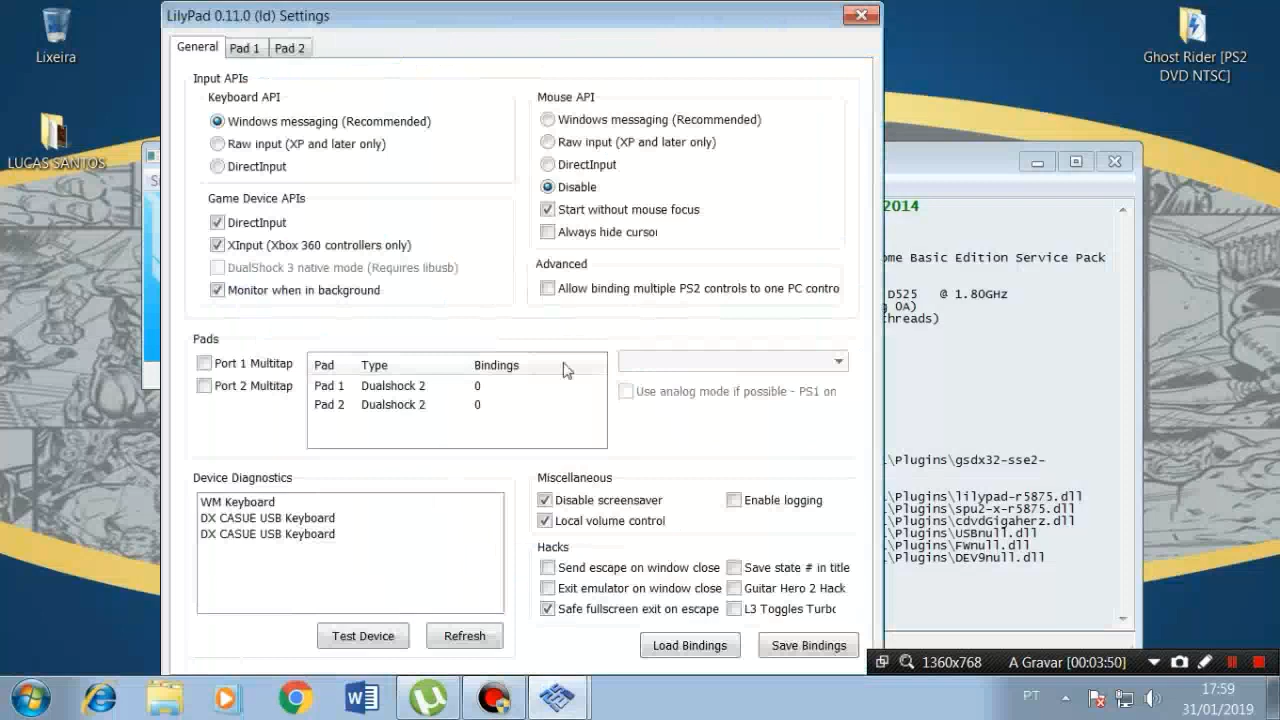 LilyPad 0.11.0 (ld) Settings
General
Pad 1
Pad 2
Input APIs
Keyboard API
Windows messaging (Recommended)
Raw input (XP and later only)
DirectInput
Game Device APIs
DirectInput
XInput (Xbox 360 controllers only)
DualShock 3 native mode (Requires libusb)
Monitor when in background
Mouse API
Windows messaging (Recommended)
Raw input (XP and later only)
DirectInput
Disable
Start without mouse focus
Always hide cursor
Advanced
Allow binding multiple PS2 controls to one PC contro
Pads
Port 1 Multitap
Port 2 Multitap
Pad Type Bindings
Pad 1 Dualshock 2 0
Pad 2 Dualshock 2 0
Use analog mode if possible - PS1 on
Device Diagnostics
WM Keyboard
DX CASUE USB Keyboard
DX CASUE USB Keyboard
Test Device
Refresh
Miscellaneous
Disable screensaver
Enable logging
Local volume control
Hacks
Send escape on window close
Save state # in title
Exit emulator on window close
Guitar Hero 2 Hack
Safe fullscreen exit on escape
L3 Toggles Turbo
Load Bindings
Save Bindings
Lixeira
LUCAS SANTOS
Ghost Rider [PS2
DVD NTSC]
2014
ome Basic Edition Service Pack
D525 @ 1.80GHz
g 0A)
threads)
l\Plugins\gsdx32-sse2-
l\Plugins\lilypad-r5875.dll
l\Plugins\spu2-x-r5875.dll
l\Plugins\cdvdGigaherz.dll
l\Plugins\USBnull.dll
l\Plugins\FWnull.dll
l\Plugins\DEV9null.dll
1360x768
A Gravar [00:03:50]
PT
17:59
31/01/2019